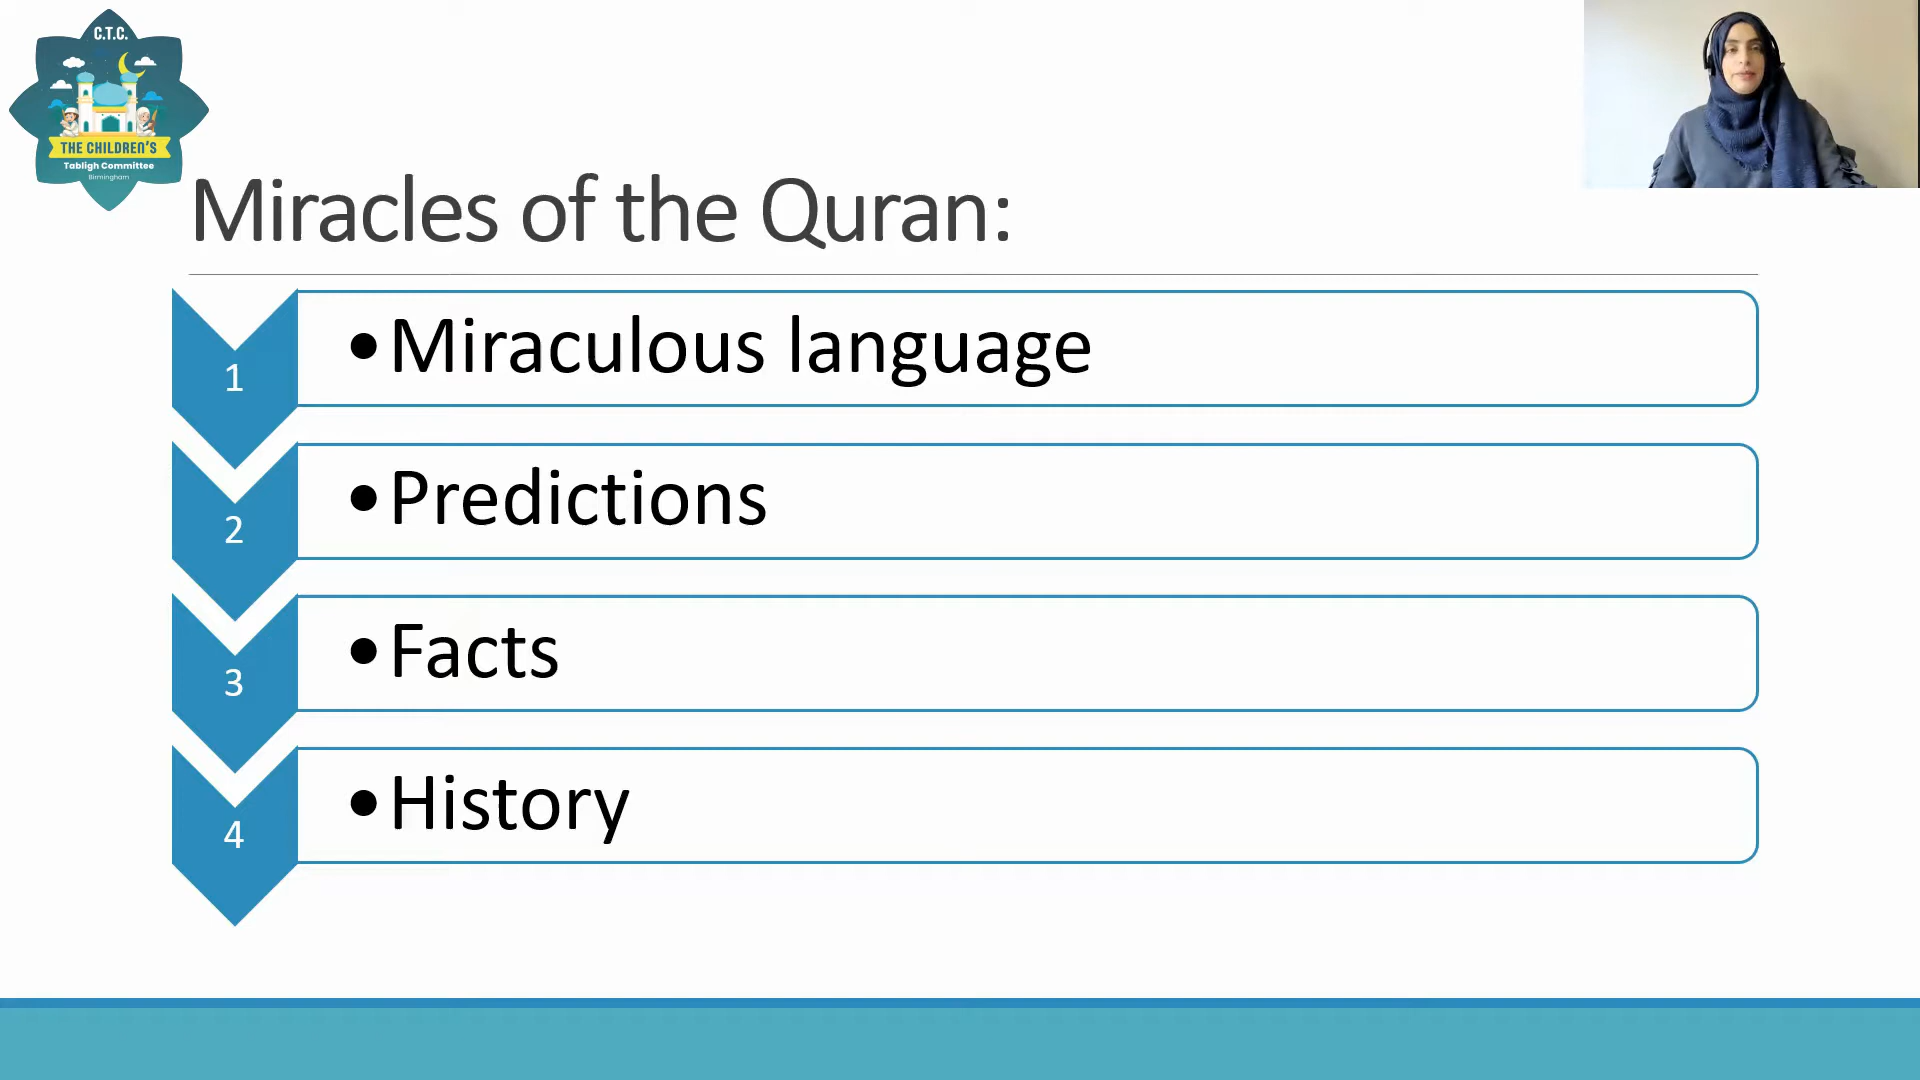 C.T.C.
THE CHILDREN'S
Tabligh Committee
Birmingham
Miracles of the Quran:
1
•Miraculous language
2
•Predictions
3
•Facts
4
•History